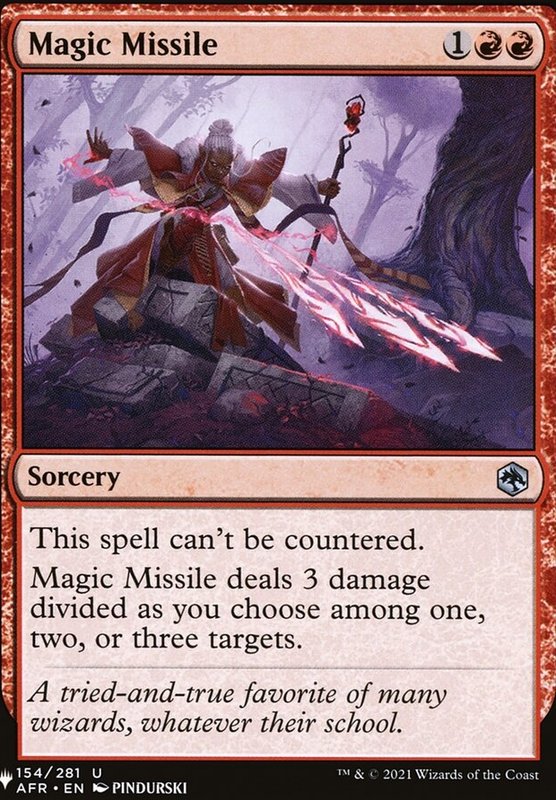 Magic Missile 1
Sorcery
This spell can't be countered.
Magic Missile deals 3 damage
divided as you choose among one,
two, or three targets.
A tried-and-true favorite of many
wizards, whatever their school.
154/281 U
AFR • EN PINDURSKI
™ & © 2021 Wizards of the Coast